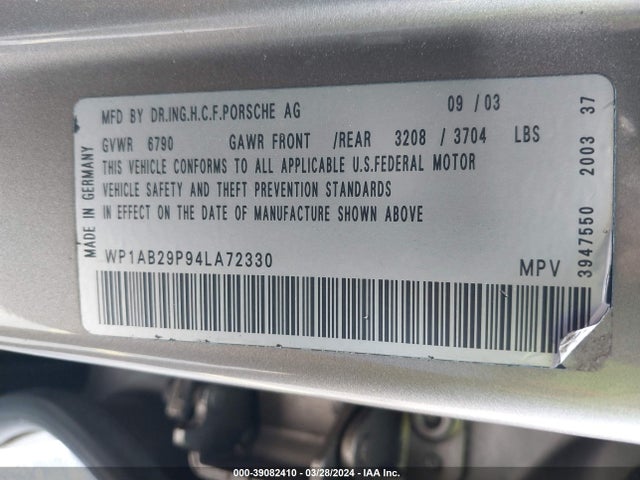 MFD BY DR.ING.H.C.F.PORSCHE AG 09 / 03
GVWR 6790 GAWR FRONT /REAR 3208 / 3704 LBS
THIS VEHICLE CONFORMS TO ALL APPLICABLE U.S.FEDERAL MOTOR
VEHICLE SAFETY AND THEFT PREVENTION STANDARDS
IN EFFECT ON THE DATE OF MANUFACTURE SHOWN ABOVE
WP1AB29P94LA72330 MPV
MADE IN GERMANY
3947550 2003 37
000-39082410 - 03/28/2024 - IAA Inc.